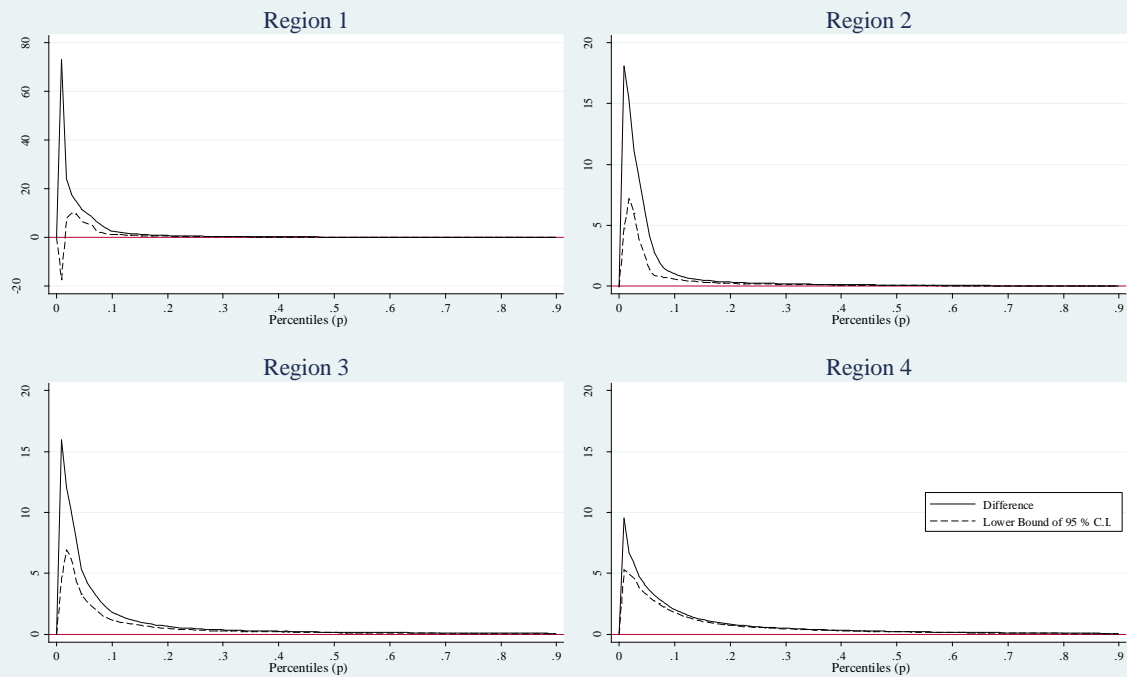 Region 1
80
60
40
20
0
-20
0 .1 .2 .3 .4 .5 .6 .7 .8 .9
Percentiles (p)
Region 2
20
15
10
5
0
0 .1 .2 .3 .4 .5 .6 .7 .8 .9
Percentiles (p)
Region 3
20
15
10
5
0
0 .1 .2 .3 .4 .5 .6 .7 .8 .9
Percentiles (p)
Region 4
20
15
10
5
0
Difference
Lower Bound of 95 % C.I.
0 .1 .2 .3 .4 .5 .6 .7 .8 .9
Percentiles (p)